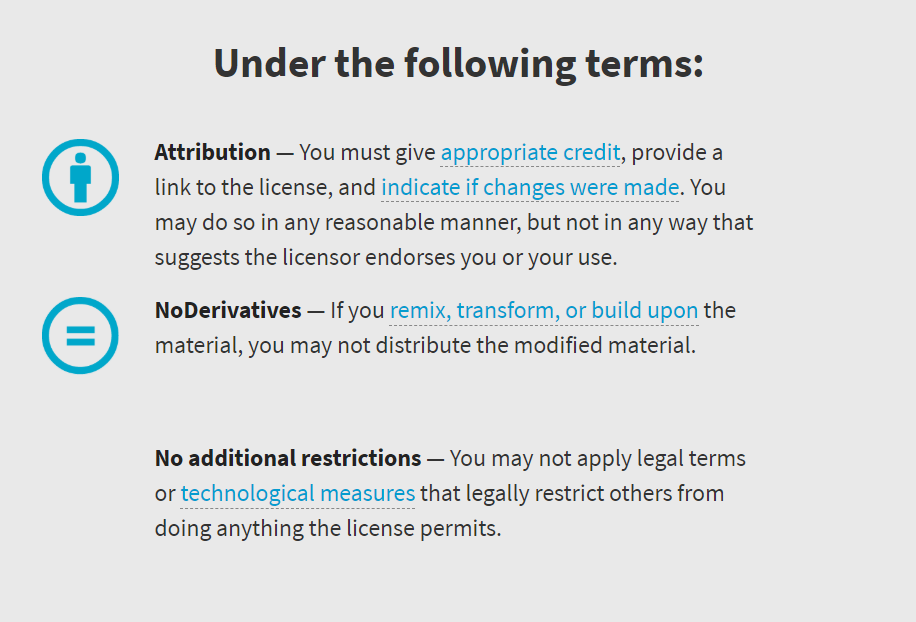 Under the following terms:
Attribution — You must give appropriate credit, provide a
link to the license, and indicate if changes were made. You
may do so in any reasonable manner, but not in any way that
suggests the licensor endorses you or your use.
NoDerivatives — If you remix, transform, or build upon the
material, you may not distribute the modified material.
No additional restrictions — You may not apply legal terms
or technological measures that legally restrict others from
doing anything the license permits.